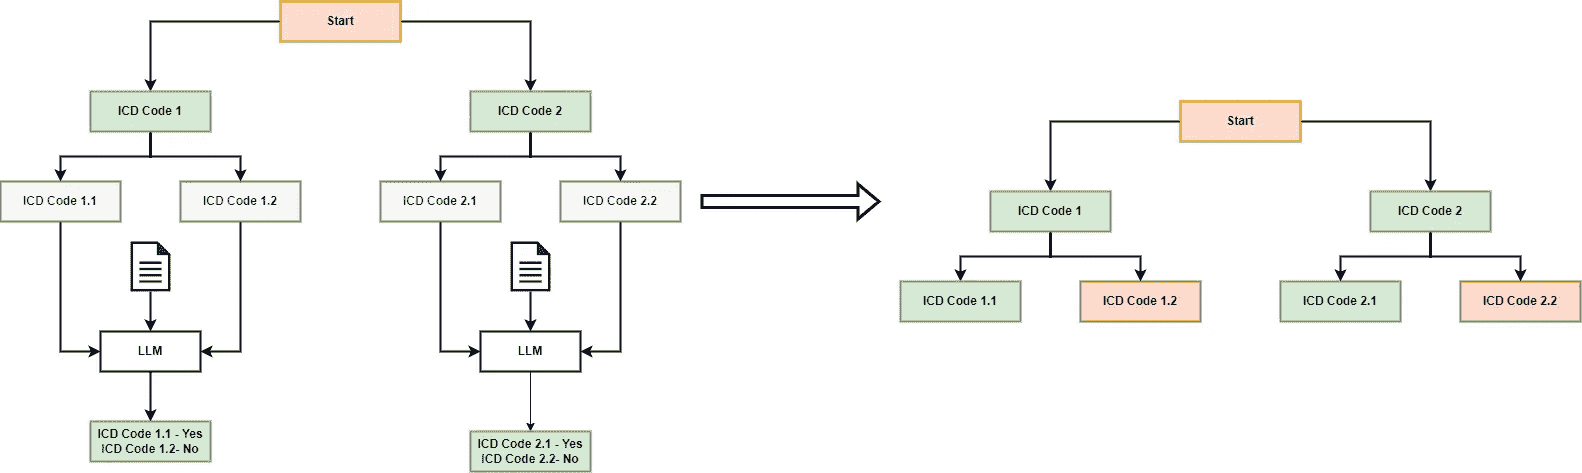 Start
ICD Code 1
ICD Code 2
ICD Code 1.1
ICD Code 1.2
ICD Code 2.1
ICD Code 2.2
LLM
LLM
ICD Code 1.1 - Yes
ICD Code 1.2- No
ICD Code 2.1 - Yes
ICD Code 2.2- No
Start
ICD Code 1
ICD Code 2
ICD Code 1.1
ICD Code 1.2
ICD Code 2.1
ICD Code 2.2